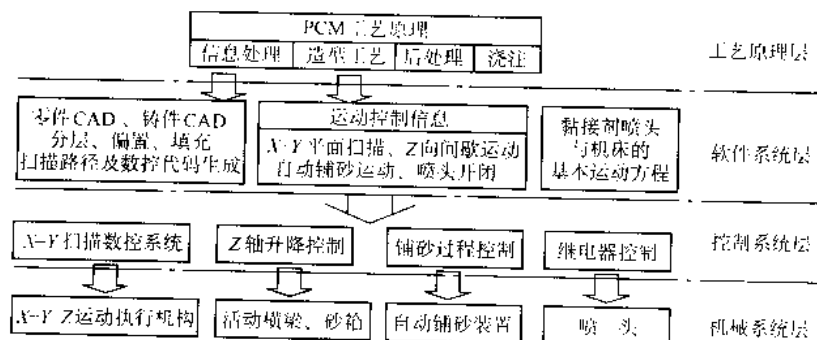 PCM 工艺原理
信息处理 造型工艺 后处理 浇注 工艺原理层
零件CAD、铸件CAD
分层、偏置、填充
扫描路径及数控代码生成
运动控制信息
X-Y 平面扫描、Z向间歇运动
自动铺砂运动、喷头开闭
黏接剂喷头
与机床的
基本运动方程
软件系统层
X-Y扫描数控系统 Z轴升降控制 铺砂过程控制 继电器控制 控制系统层
X-Y Z运动执行机构 活动横梁、砂箱 自动铺砂装置 喷 头 机械系统层